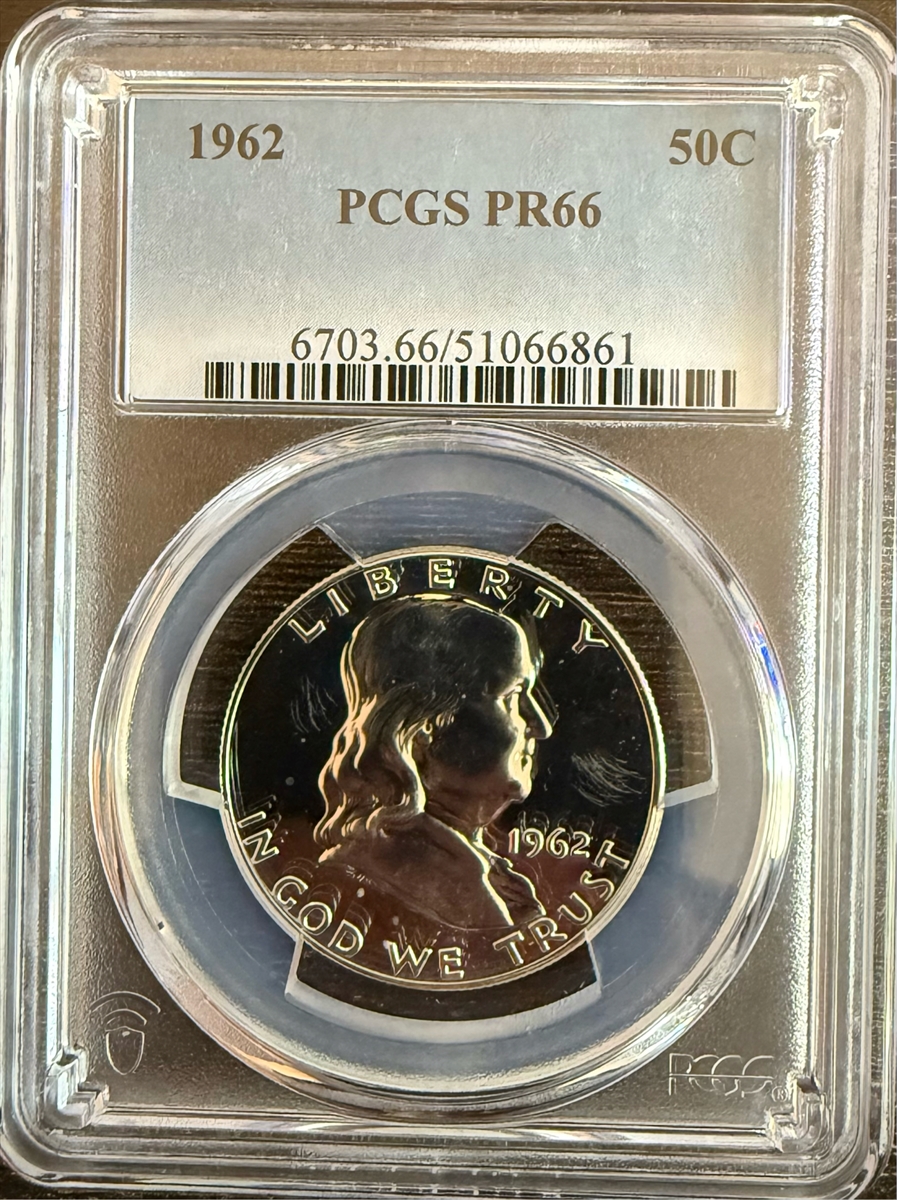 1962 50C
PCGS PR66
6703.66/51066861
LIBERTY
1962
IN GOD WE TRUST
PCGS®